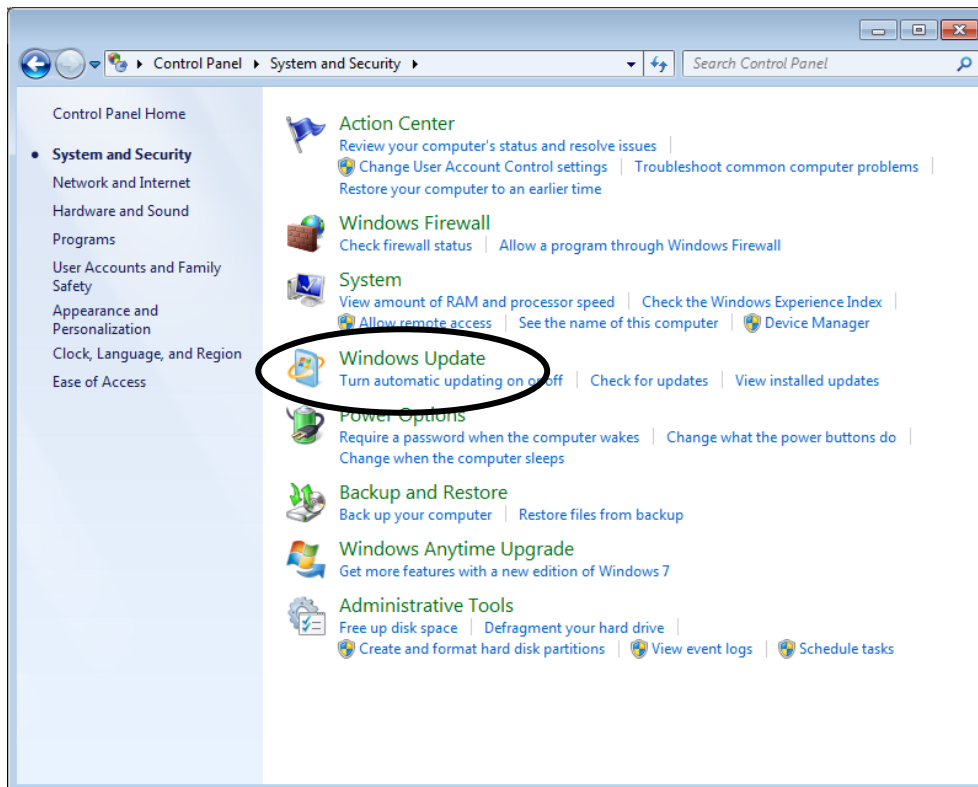 Control Panel System and Security
Search Control Panel
Control Panel Home
System and Security
Network and Internet
Hardware and Sound
Programs
User Accounts and Family
Safety
Appearance and
Personalization
Clock, Language, and Region
Ease of Access
Action Center
Review your computer's status and resolve issues
Change User Account Control settings Troubleshoot common computer problems
Restore your computer to an earlier time
Windows Firewall
Check firewall status Allow a program through Windows Firewall
System
View amount of RAM and processor speed Check the Windows Experience Index
Allow remote access See the name of this computer Device Manager
Windows Update
Turn automatic updating on or off Check for updates View installed updates
Power Options
Require a password when the computer wakes Change what the power buttons do
Change when the computer sleeps
Backup and Restore
Back up your computer Restore files from backup
Windows Anytime Upgrade
Get more features with a new edition of Windows 7
Administrative Tools
Free up disk space Defragment your hard drive
Create and format hard disk partitions View event logs Schedule tasks